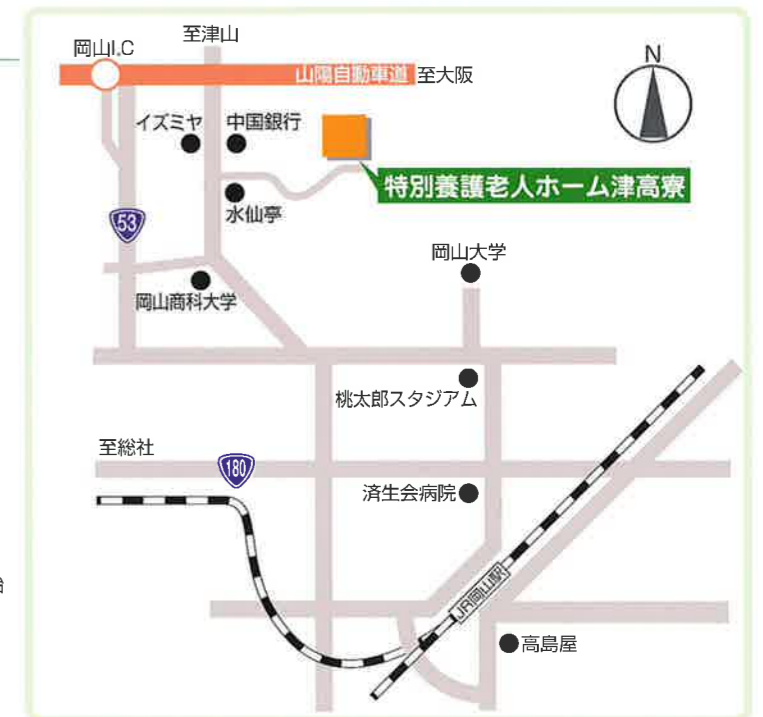 至津山
岡山I.C
山陽自動車道 至大阪
N
イズミヤ 中国銀行
特別養護老人ホーム津高寮
水仙亭
53
岡山大学
岡山商科大学
桃太郎スタジアム
至総社
180
済生会病院
JR岡山駅
高島屋